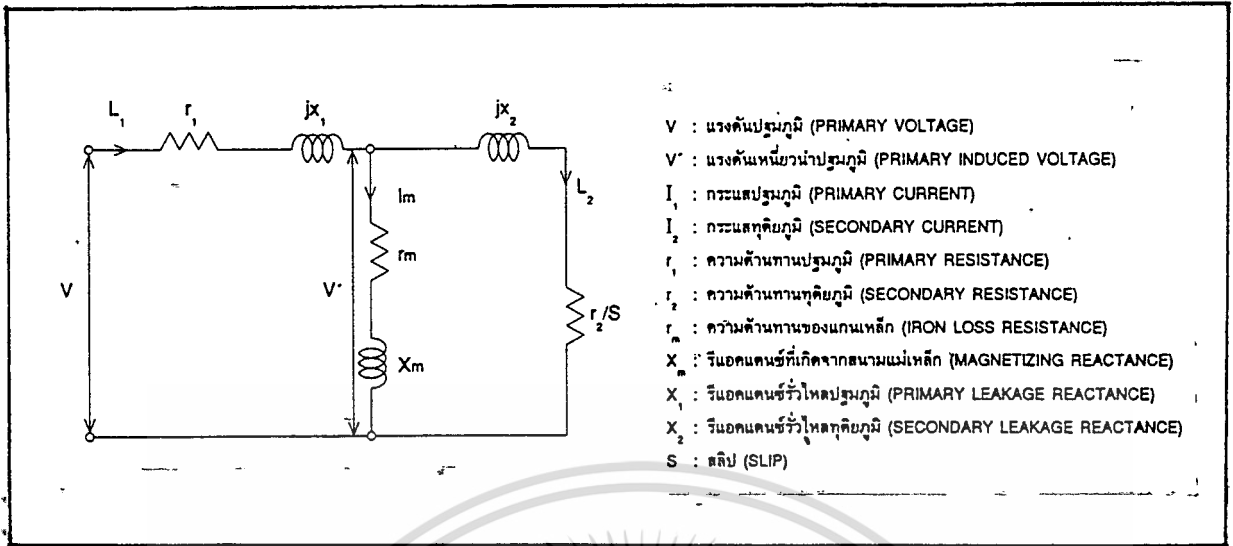 L₁ r₁ jx₁ jx₂
Im L₂
rm
V V' r₂/S
Xm
V : แรงดันปฐมภูมิ (PRIMARY VOLTAGE)
V' : แรงดันเหนี่ยวนำปฐมภูมิ (PRIMARY INDUCED VOLTAGE)
I₁ : กระแสปฐมภูมิ (PRIMARY CURRENT)
I₂ : กระแสทุติยภูมิ (SECONDARY CURRENT)
r₁ : ความต้านทานปฐมภูมิ (PRIMARY RESISTANCE)
r₂ : ความต้านทานทุติยภูมิ (SECONDARY RESISTANCE)
rₘ : ความต้านทานของแกนเหล็ก (IRON LOSS RESISTANCE)
Xₘ : รีแอคแตนซ์ที่เกิดจากสนามแม่เหล็ก (MAGNETIZING REACTANCE)
X₁ : รีแอคแตนซ์รั่วไหลปฐมภูมิ (PRIMARY LEAKAGE REACTANCE)
X₂ : รีแอคแตนซ์รั่วไหลทุติยภูมิ (SECONDARY LEAKAGE REACTANCE)
S : สลิป (SLIP)